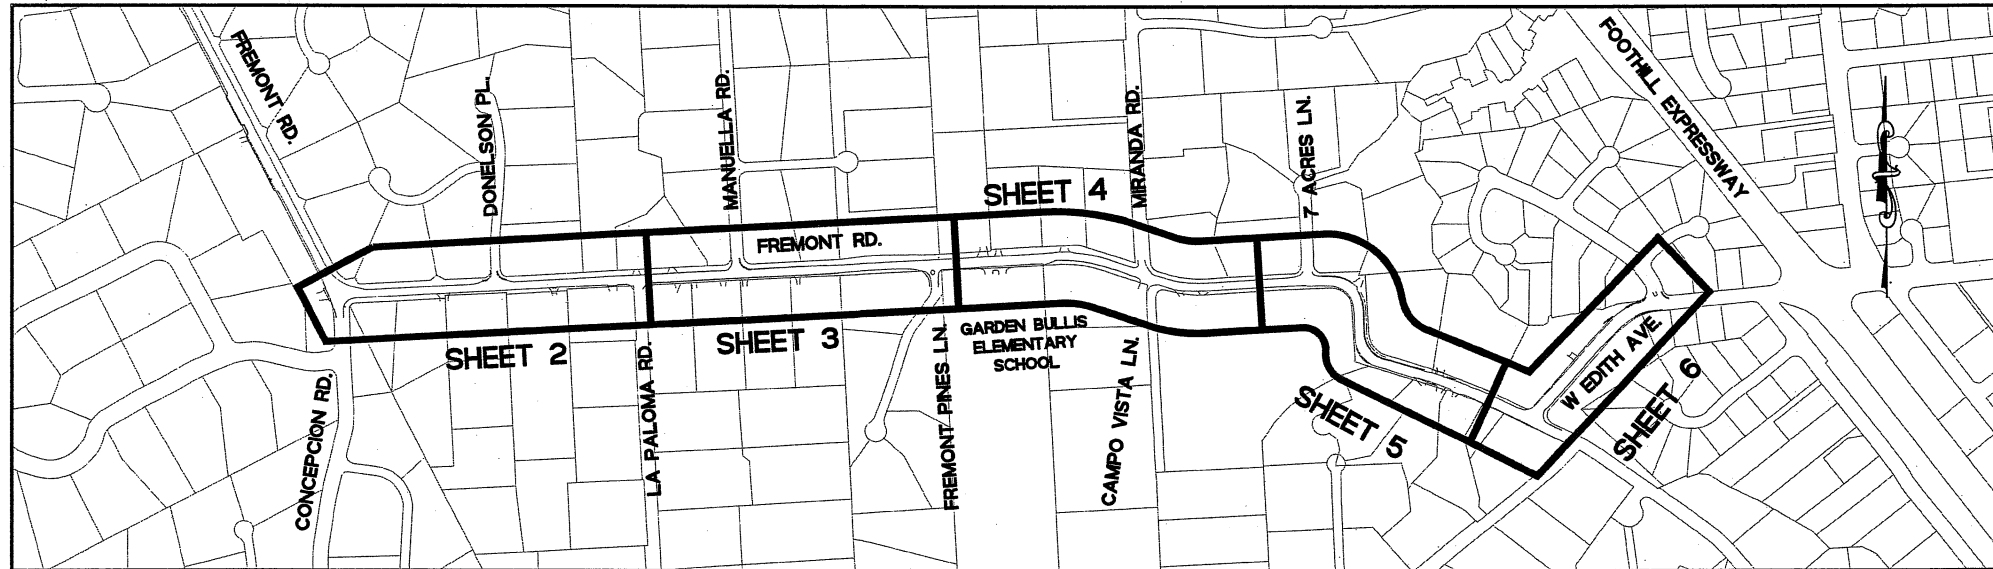 FREMONT RD.
DONELSON PL.
MANUELLA RD.
MIRANDA RD.
7 ACRES LN.
FOOTHILL EXPRESSWAY
SHEET 4
FREMONT RD.
SHEET 2
SHEET 3
GARDEN BULLIS
ELEMENTARY
SCHOOL
W EDITH AVE.
SHEET 5
SHEET 6
CONCEPCION RD.
LA PALOMA RD.
FREMONT PINES LN.
CAMPO VISTA LN.